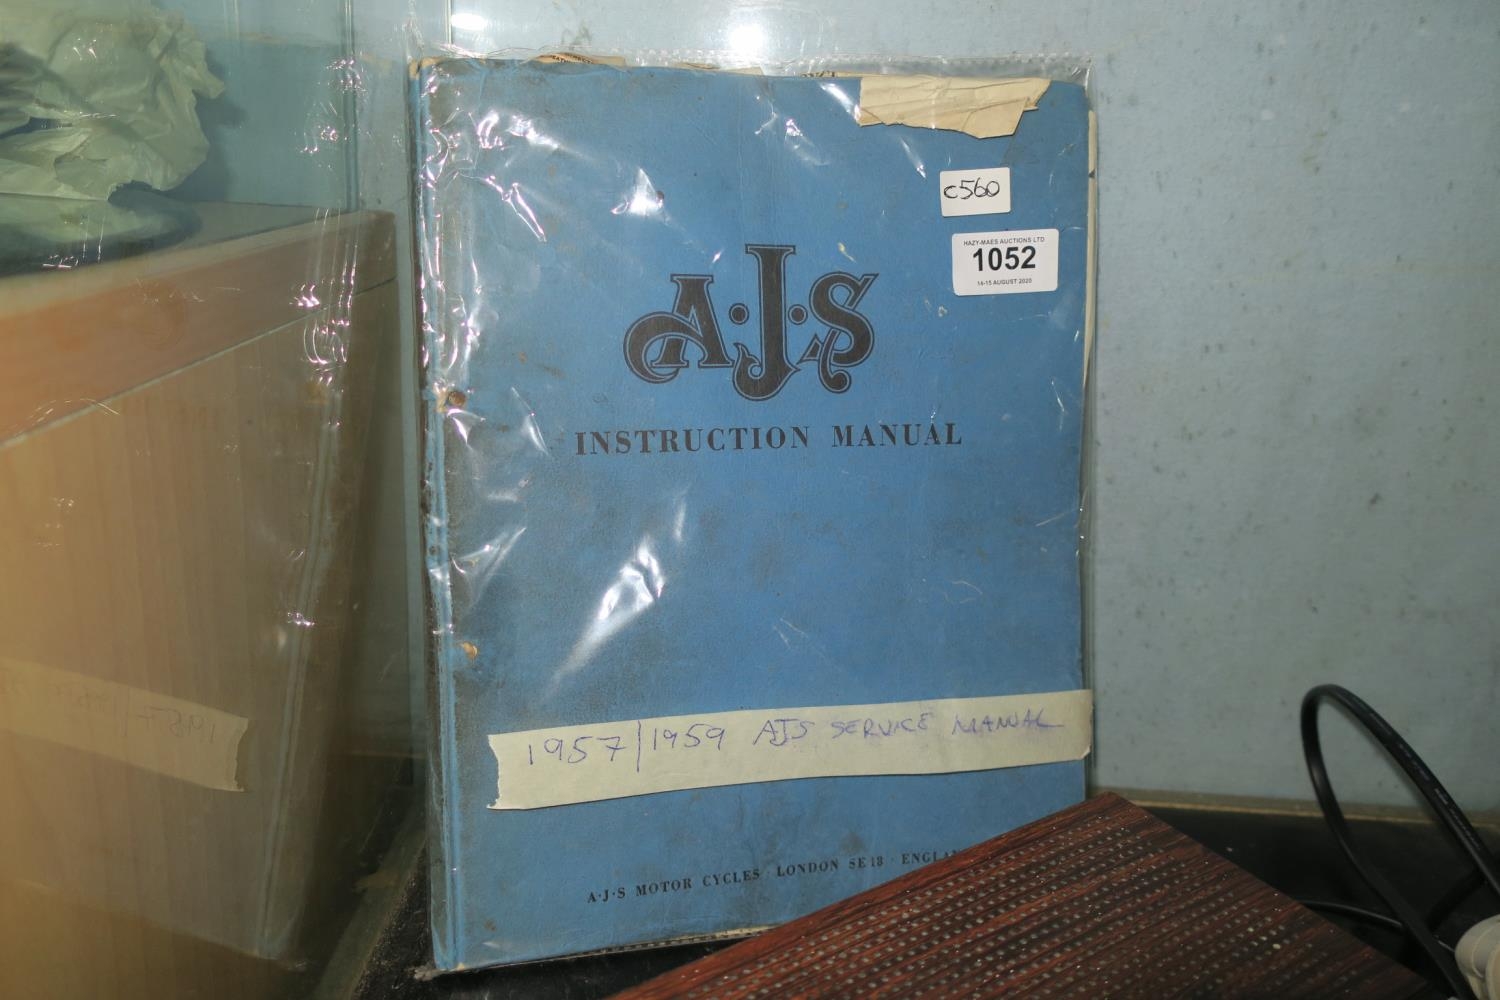 c560
HAZY-MAES AUCTIONS LTD
1052
14-15 AUGUST 2020
A·J·S
INSTRUCTION MANUAL
1957/1959 AJS SERVICE MANUAL
A·J·S MOTOR CYCLES · LONDON SE18 · ENGLA